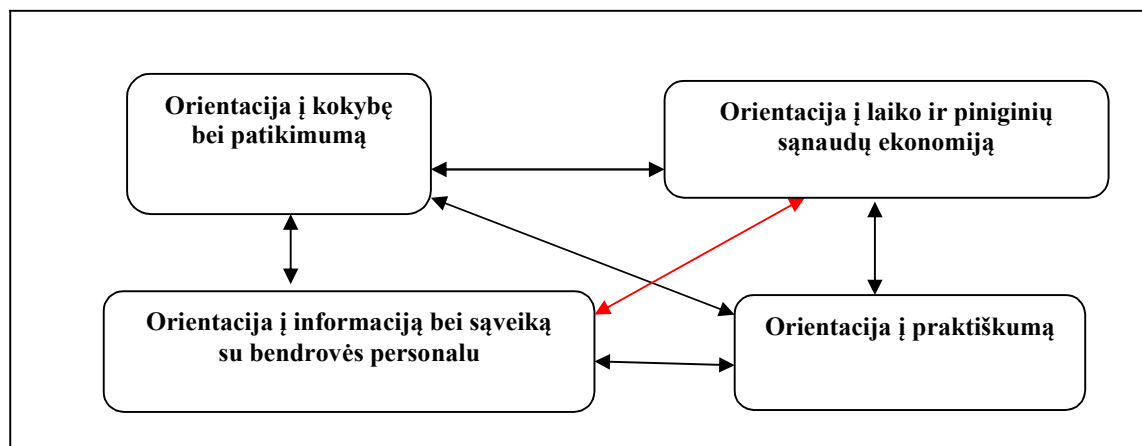 Orientacija į kokybę
bei patikimumą
Orientacija į laiko ir piniginių
sąnaudų ekonomiją
Orientacija į informaciją bei sąveiką
su bendrovės personalu
Orientacija į praktiškumą